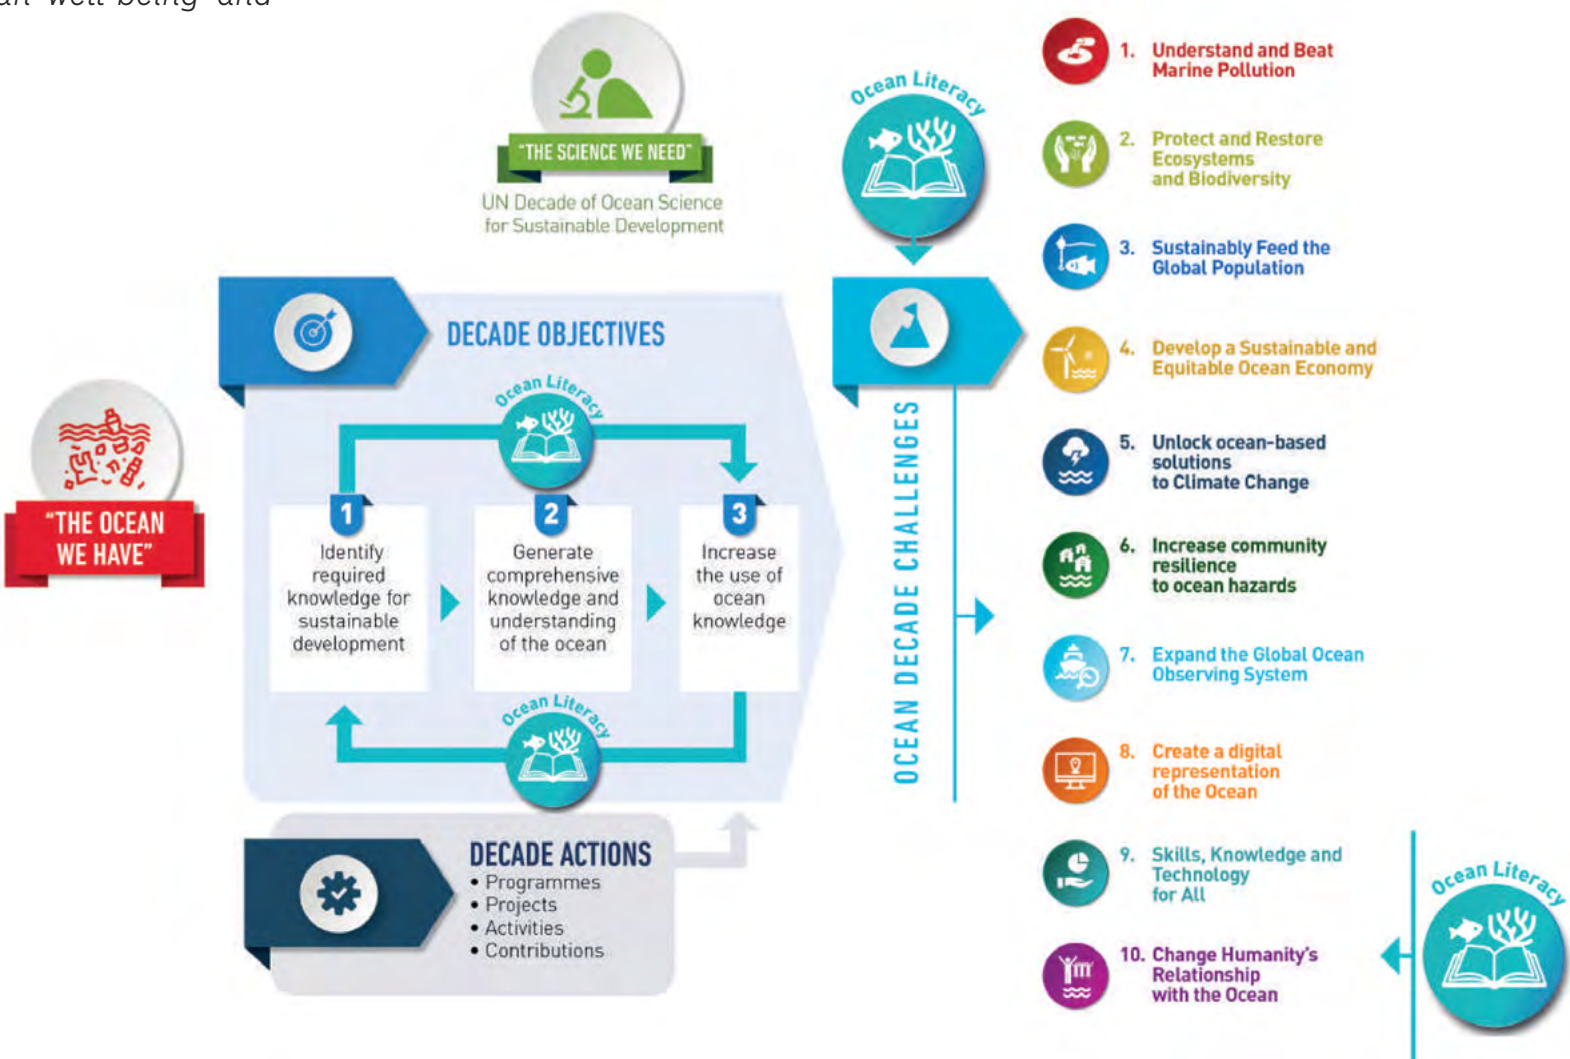 well-being and
"THE SCIENCE WE NEED"
UN Decade of Ocean Science
for Sustainable Development
"THE OCEAN
WE HAVE"
DECADE OBJECTIVES
Ocean Literacy
1
Identify
required
knowledge for
sustainable
development
2
Generate
comprehensive
knowledge and
understanding
of the ocean
3
Increase
the use of
ocean
knowledge
Ocean Literacy
DECADE ACTIONS
• Programmes
• Projects
• Activities
• Contributions
Ocean Literacy
OCEAN DECADE CHALLENGES
1. Understand and Beat
Marine Pollution
2. Protect and Restore
Ecosystems
and Biodiversity
3. Sustainably Feed the
Global Population
4. Develop a Sustainable and
Equitable Ocean Economy
5. Unlock ocean-based
solutions
to Climate Change
6. Increase community
resilience
to ocean hazards
7. Expand the Global Ocean
Observing System
8. Create a digital
representation
of the Ocean
9. Skills, Knowledge and
Technology
for All
10. Change Humanity's
Relationship
with the Ocean
Ocean Literacy